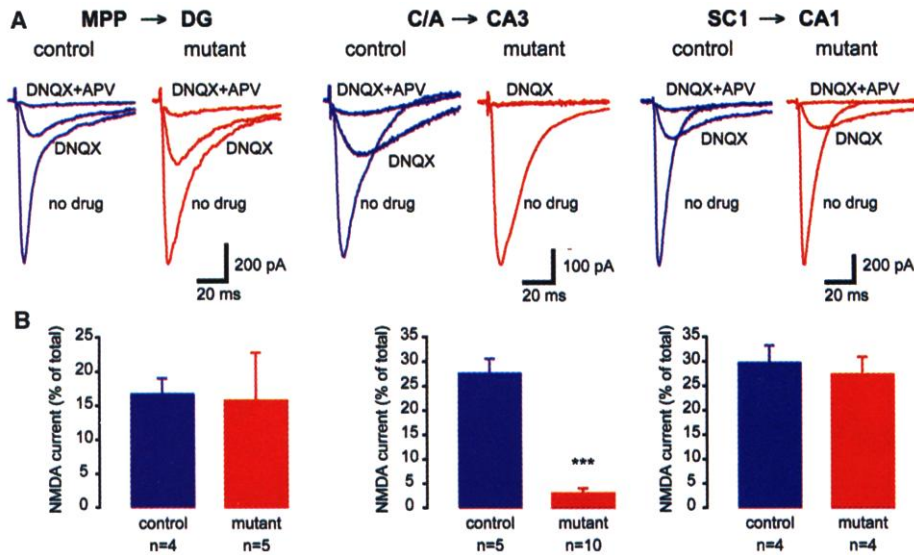 A
MPP → DG
C/A → CA3
SC1 → CA1
control mutant
control mutant
control mutant
DNQX+APV DNQX+APV
DNQX+APV DNQX
DNQX+APV DNQX+APV
DNQX
DNQX
DNQX
no drug no drug
no drug no drug
no drug no drug
200 pA
20 ms
100 pA
20 ms
200 pA
20 ms
B
NMDA current (% of total)
25
20
15
10
5
0
control mutant
n=4 n=5
NMDA current (% of total)
35
30
25
20
15
10
5
0
***
control mutant
n=5 n=10
NMDA current (% of total)
35
30
25
20
15
10
5
0
control mutant
n=4 n=4